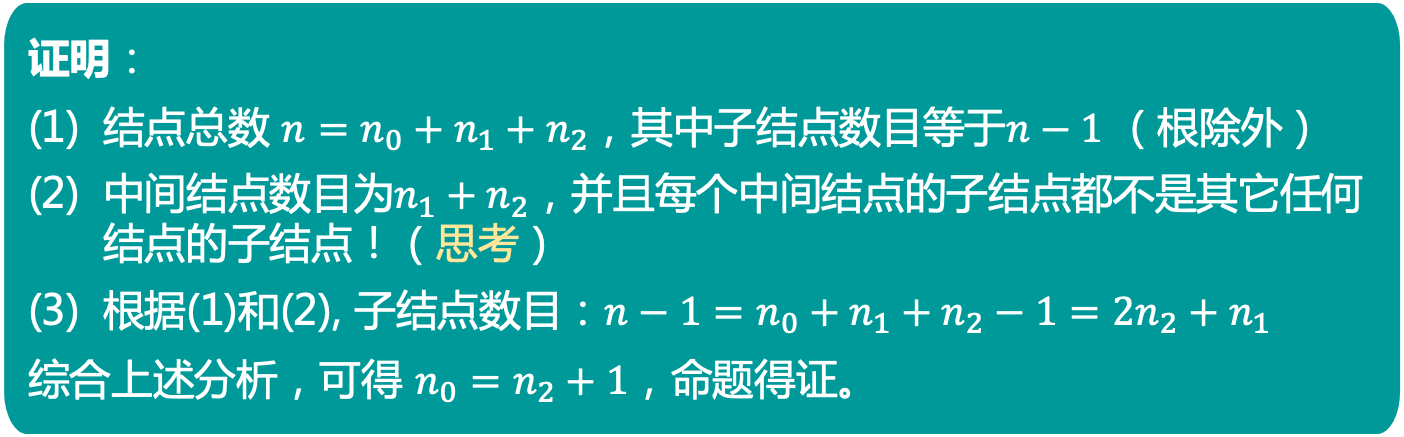 证明：
(1) 结点总数 n = n₀ + n₁ + n₂，其中子结点数目等于n − 1（根除外）
(2) 中间结点数目为n₁ + n₂，并且每个中间结点的子结点都不是其它任何
结点的子结点！（思考）
(3) 根据(1)和(2), 子结点数目：n − 1 = n₀ + n₁ + n₂ − 1 = 2n₂ + n₁
综合上述分析，可得 n₀ = n₂ + 1，命题得证。